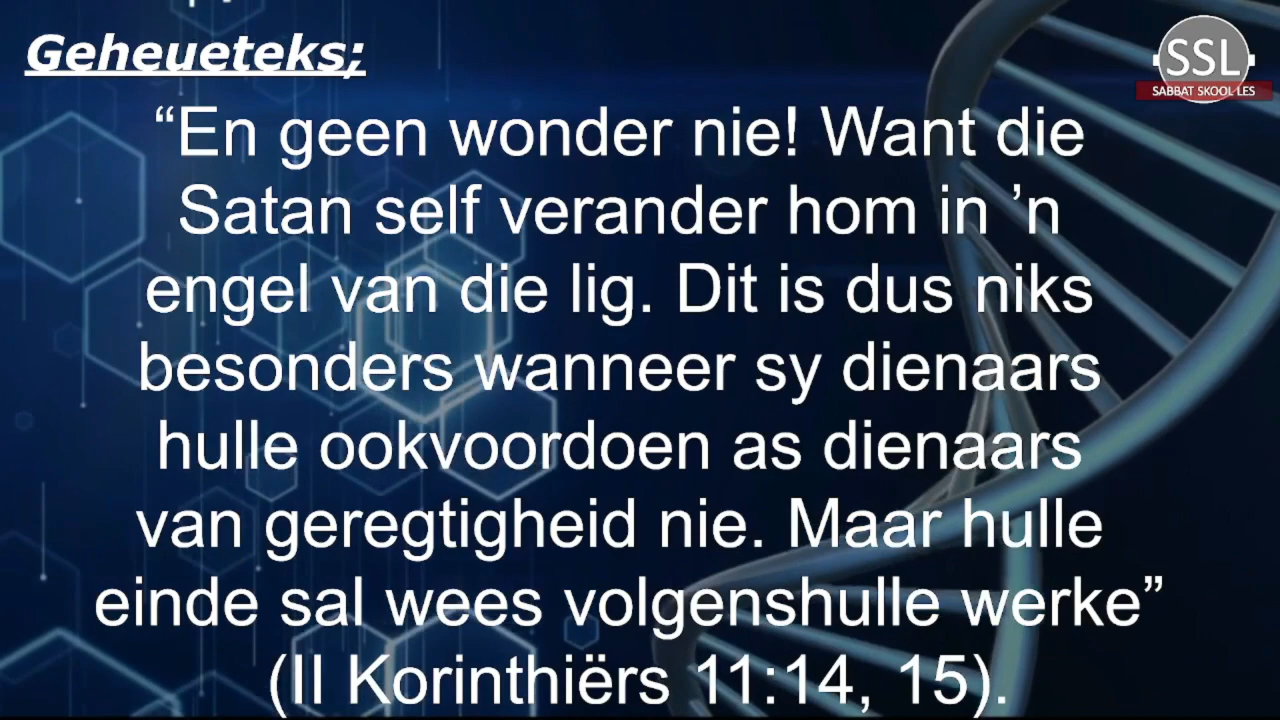 Geheueteks;
SSL
SABBAT SKOOL LES
“En geen wonder nie! Want die
Satan self verander hom in ’n
engel van die lig. Dit is dus niks
besonders wanneer sy dienaars
hulle ookvoordoen as dienaars
van geregtigheid nie. Maar hulle
einde sal wees volgenshulle werke”
(II Korinthiërs 11:14, 15).